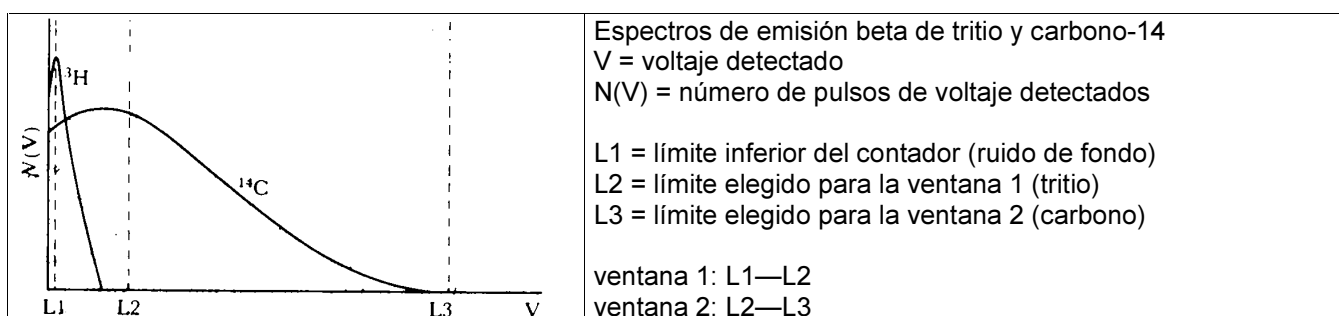 ³H
N(V)
¹⁴C
L1 L2 L3 V
Espectros de emisión beta de tritio y carbono-14
V = voltaje detectado
N(V) = número de pulsos de voltaje detectados
L1 = límite inferior del contador (ruido de fondo)
L2 = límite elegido para la ventana 1 (tritio)
L3 = límite elegido para la ventana 2 (carbono)
ventana 1: L1—L2
ventana 2: L2—L3